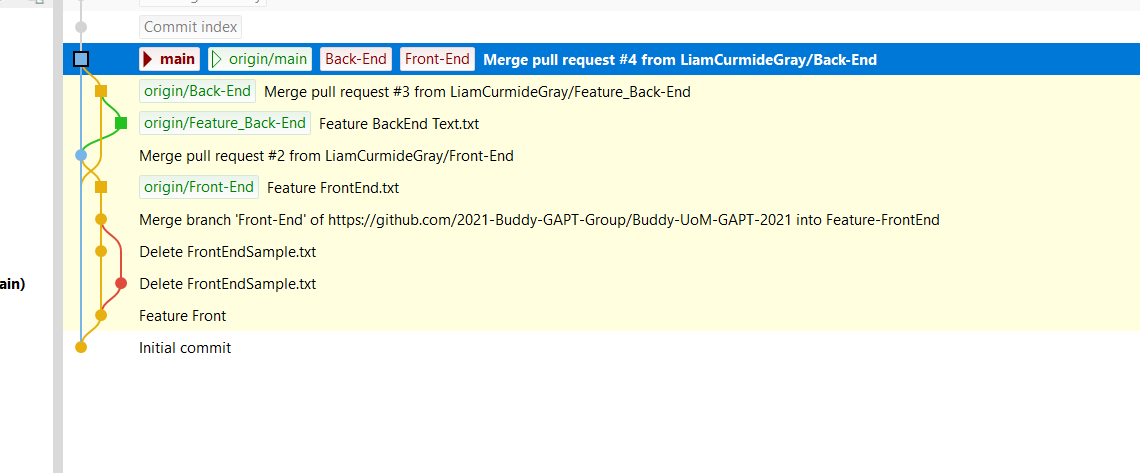 Commit index
main origin/main Back-End Front-End Merge pull request #4 from LiamCurmideGray/Back-End
origin/Back-End Merge pull request #3 from LiamCurmideGray/Feature_Back-End
origin/Feature_Back-End Feature BackEnd Text.txt
Merge pull request #2 from LiamCurmideGray/Front-End
origin/Front-End Feature FrontEnd.txt
Merge branch 'Front-End' of https://github.com/2021-Buddy-GAPT-Group/Buddy-UoM-GAPT-2021 into Feature-FrontEnd
Delete FrontEndSample.txt
Delete FrontEndSample.txt
ain)
Feature Front
Initial commit